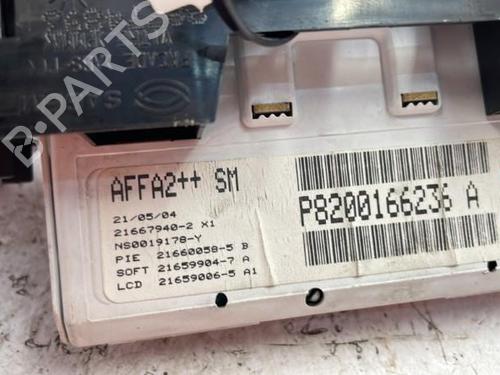 B-PARTS
AFFA2++ SM
21/05/04
21667940-2 X1
NS0019178-Y
PIE 21660058-5 B
SOFT 21659904-7 A
LCD 21659006-5 A1
P8200166236 A